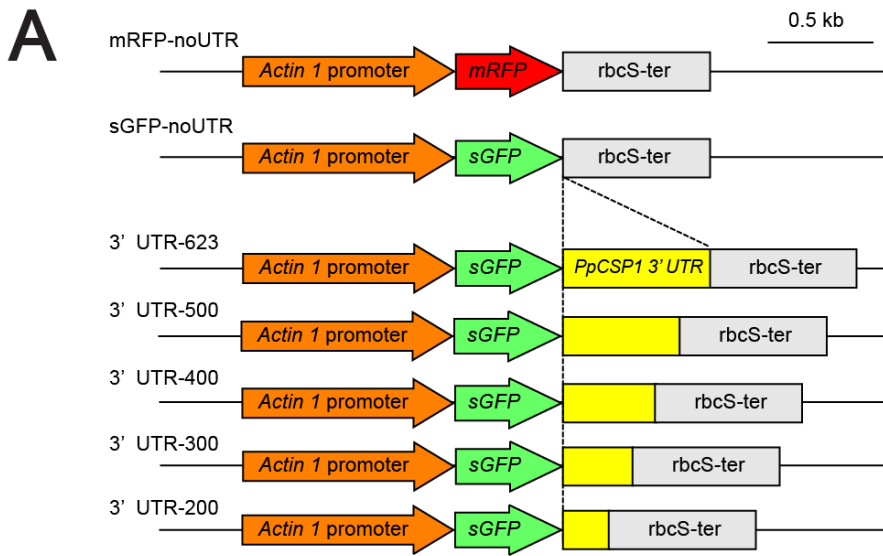 A
mRFP-noUTR
0.5 kb
Actin 1 promoter mRFP rbcS-ter
sGFP-noUTR
Actin 1 promoter sGFP rbcS-ter
3' UTR-623
Actin 1 promoter sGFP PpCSP1 3' UTR rbcS-ter
3' UTR-500
Actin 1 promoter sGFP rbcS-ter
3' UTR-400
Actin 1 promoter sGFP rbcS-ter
3' UTR-300
Actin 1 promoter sGFP rbcS-ter
3' UTR-200
Actin 1 promoter sGFP rbcS-ter